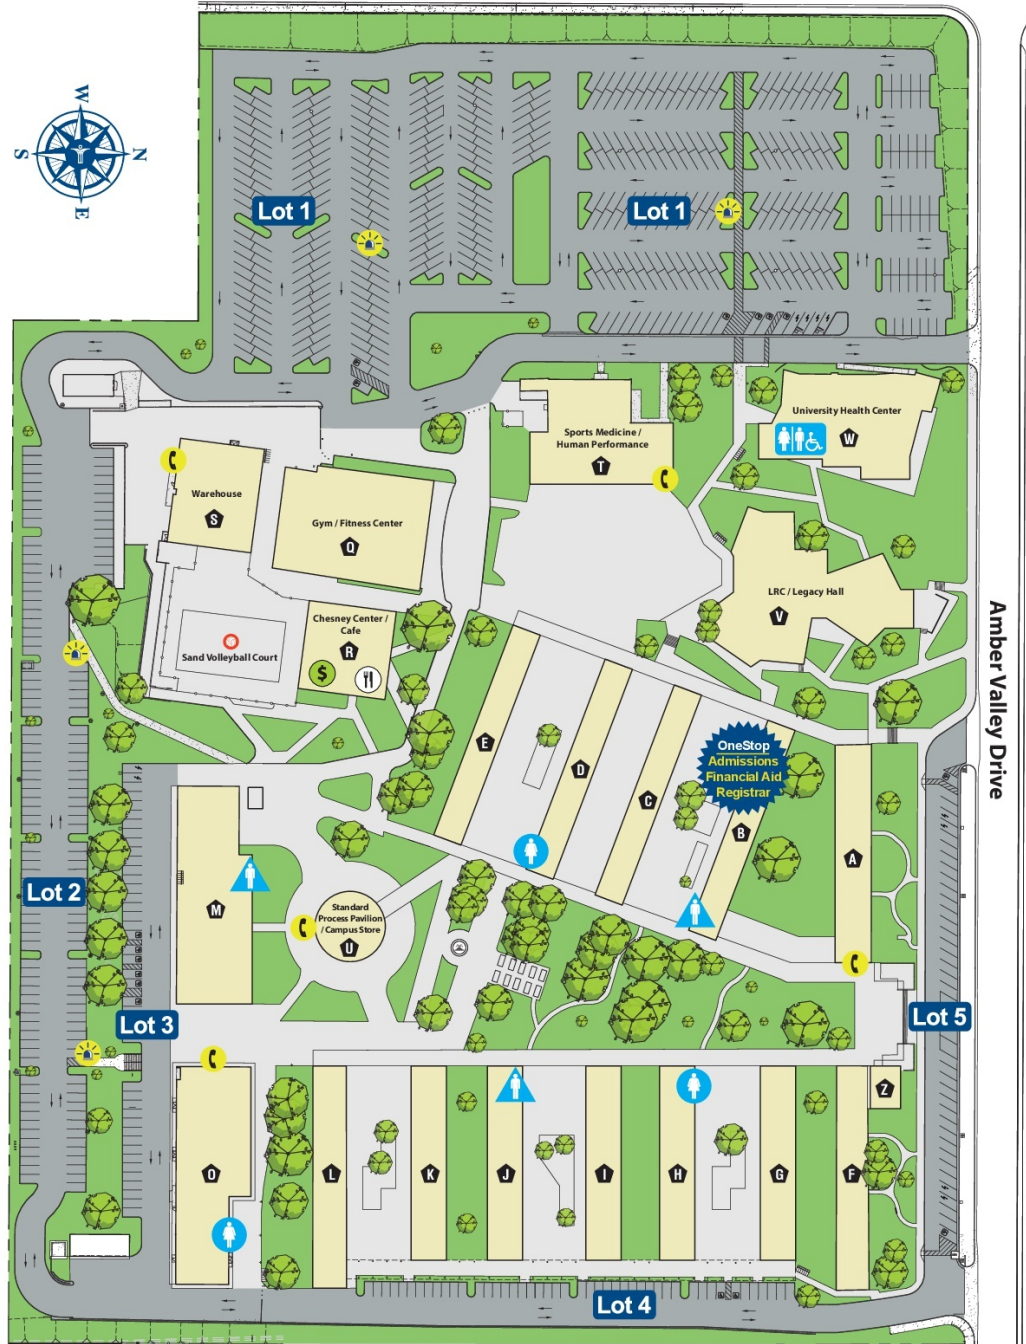 W
S
N
E
Lot 1
Lot 1
University Health Center
W
Sports Medicine /
Human Performance
T
Warehouse
S
Gym / Fitness Center
Q
LRC / Legacy Hall
V
Chesney Center /
Cafe
R
$
Sand Volleyball Court
Amber Valley Drive
E
D
C
B
A
OneStop
Admissions
Financial Aid
Registrar
Lot 2
M
Standard
Process Pavilion
/ Campus Store
U
Lot 3
Lot 5
Z
O
L
K
J
I
H
G
F
Lot 4